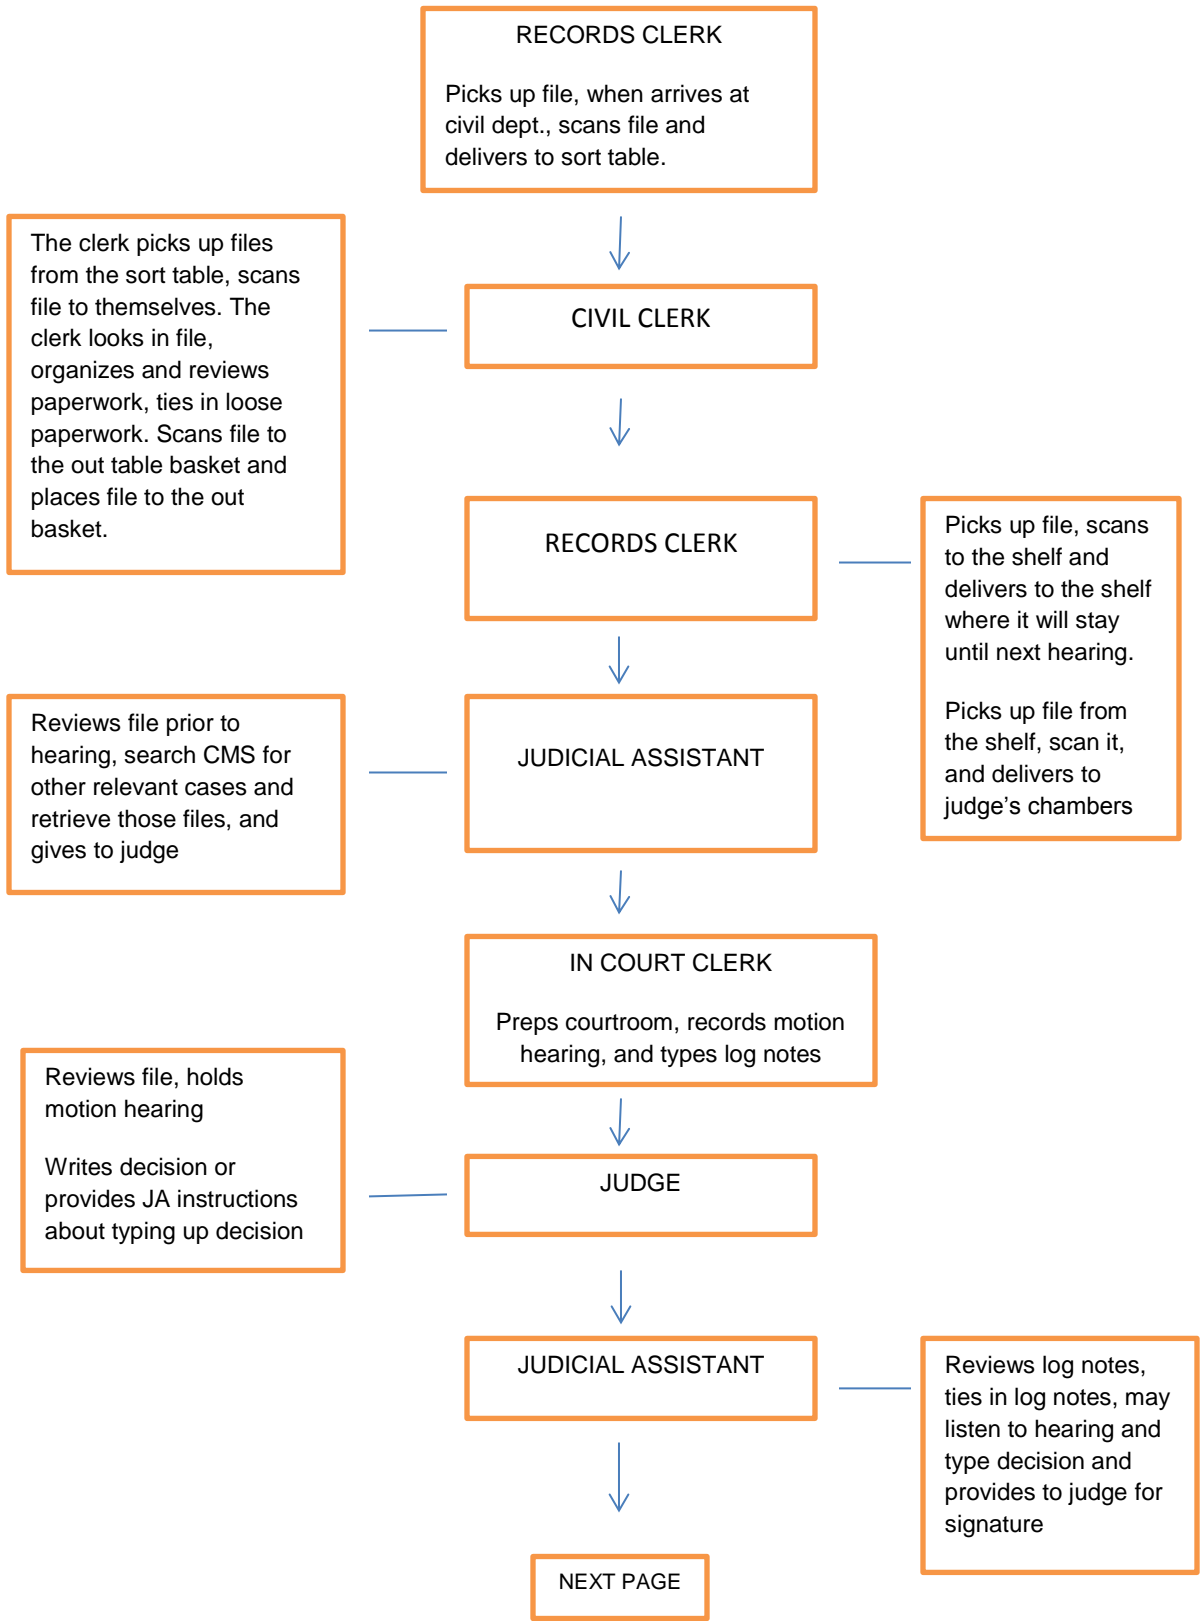 RECORDS CLERK
Picks up file, when arrives at
civil dept., scans file and
delivers to sort table.
The clerk picks up files
from the sort table, scans
file to themselves. The
clerk looks in file,
organizes and reviews
paperwork, ties in loose
paperwork. Scans file to
the out table basket and
places file to the out
basket.
CIVIL CLERK
RECORDS CLERK
Picks up file, scans
to the shelf and
delivers to the shelf
where it will stay
until next hearing.
Picks up file from
the shelf, scan it,
and delivers to
judge’s chambers
Reviews file prior to
hearing, search CMS for
other relevant cases and
retrieve those files, and
gives to judge
JUDICIAL ASSISTANT
IN COURT CLERK
Preps courtroom, records motion
hearing, and types log notes
Reviews file, holds
motion hearing
Writes decision or
provides JA instructions
about typing up decision
JUDGE
JUDICIAL ASSISTANT
Reviews log notes,
ties in log notes, may
listen to hearing and
type decision and
provides to judge for
signature
NEXT PAGE